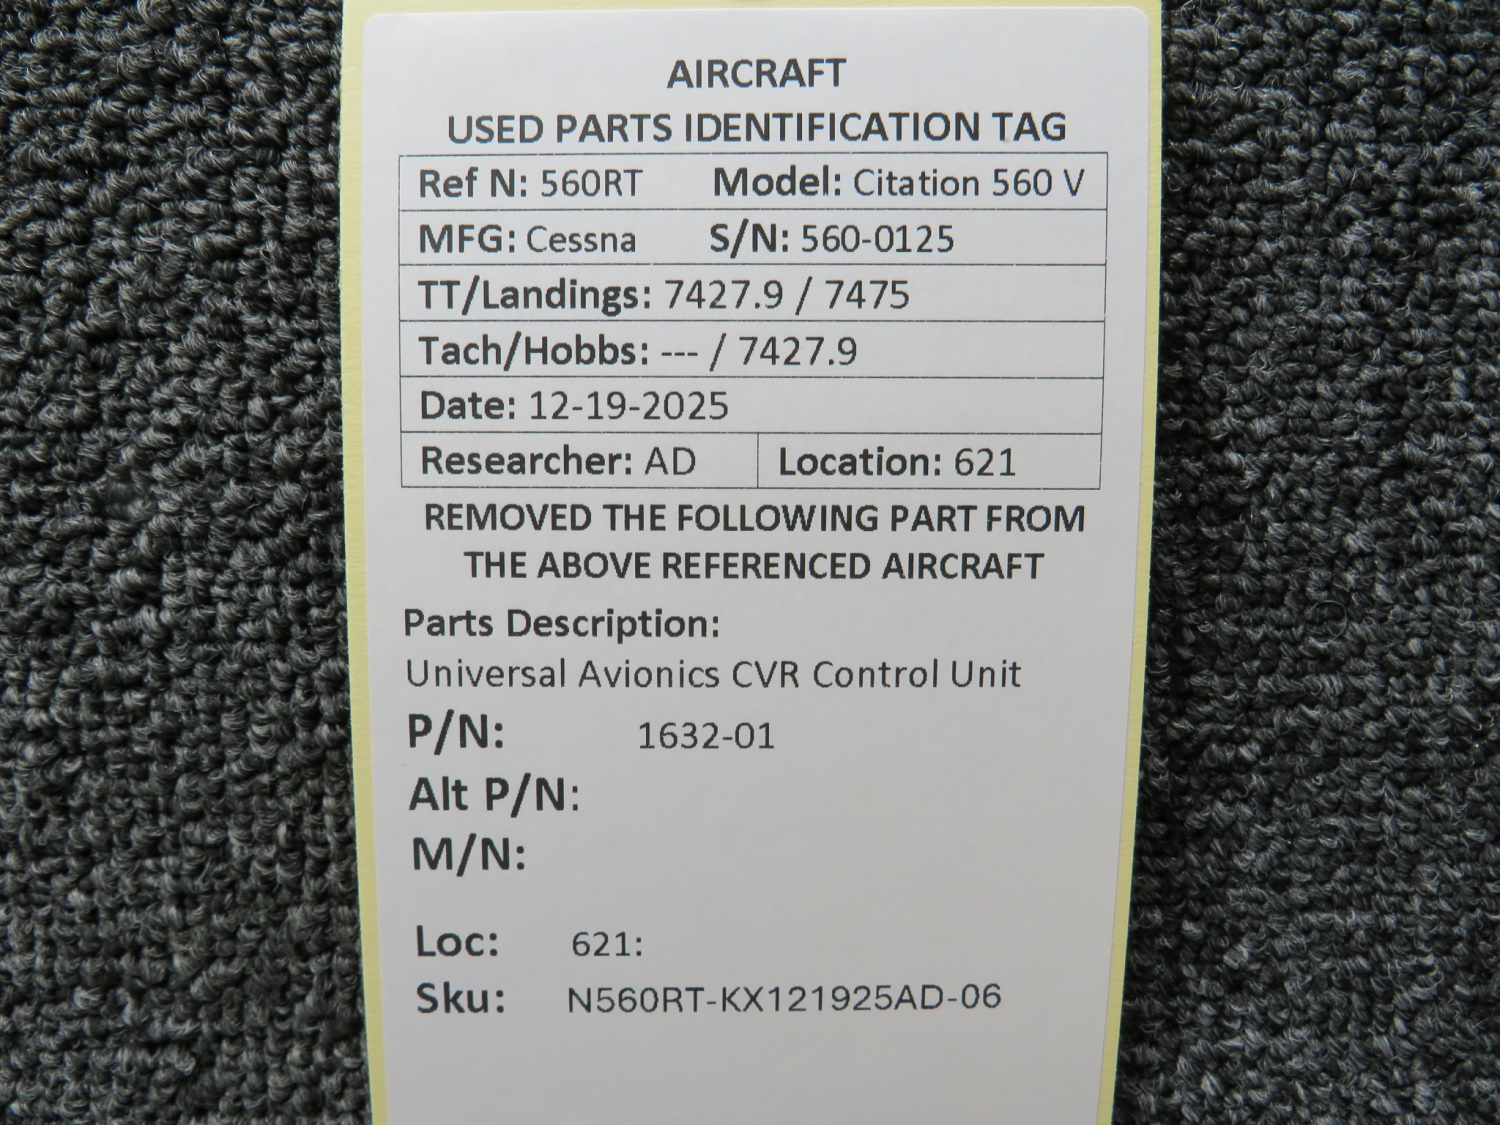 AIRCRAFT
USED PARTS IDENTIFICATION TAG
Ref N: 560RT Model: Citation 560 V
MFG: Cessna S/N: 560-0125
TT/Landings: 7427.9 / 7475
Tach/Hobbs: --- / 7427.9
Date: 12-19-2025
Researcher: AD Location: 621
REMOVED THE FOLLOWING PART FROM
THE ABOVE REFERENCED AIRCRAFT
Parts Description:
Universal Avionics CVR Control Unit
P/N: 1632-01
Alt P/N:
M/N:
Loc: 621:
Sku: N560RT-KX121925AD-06